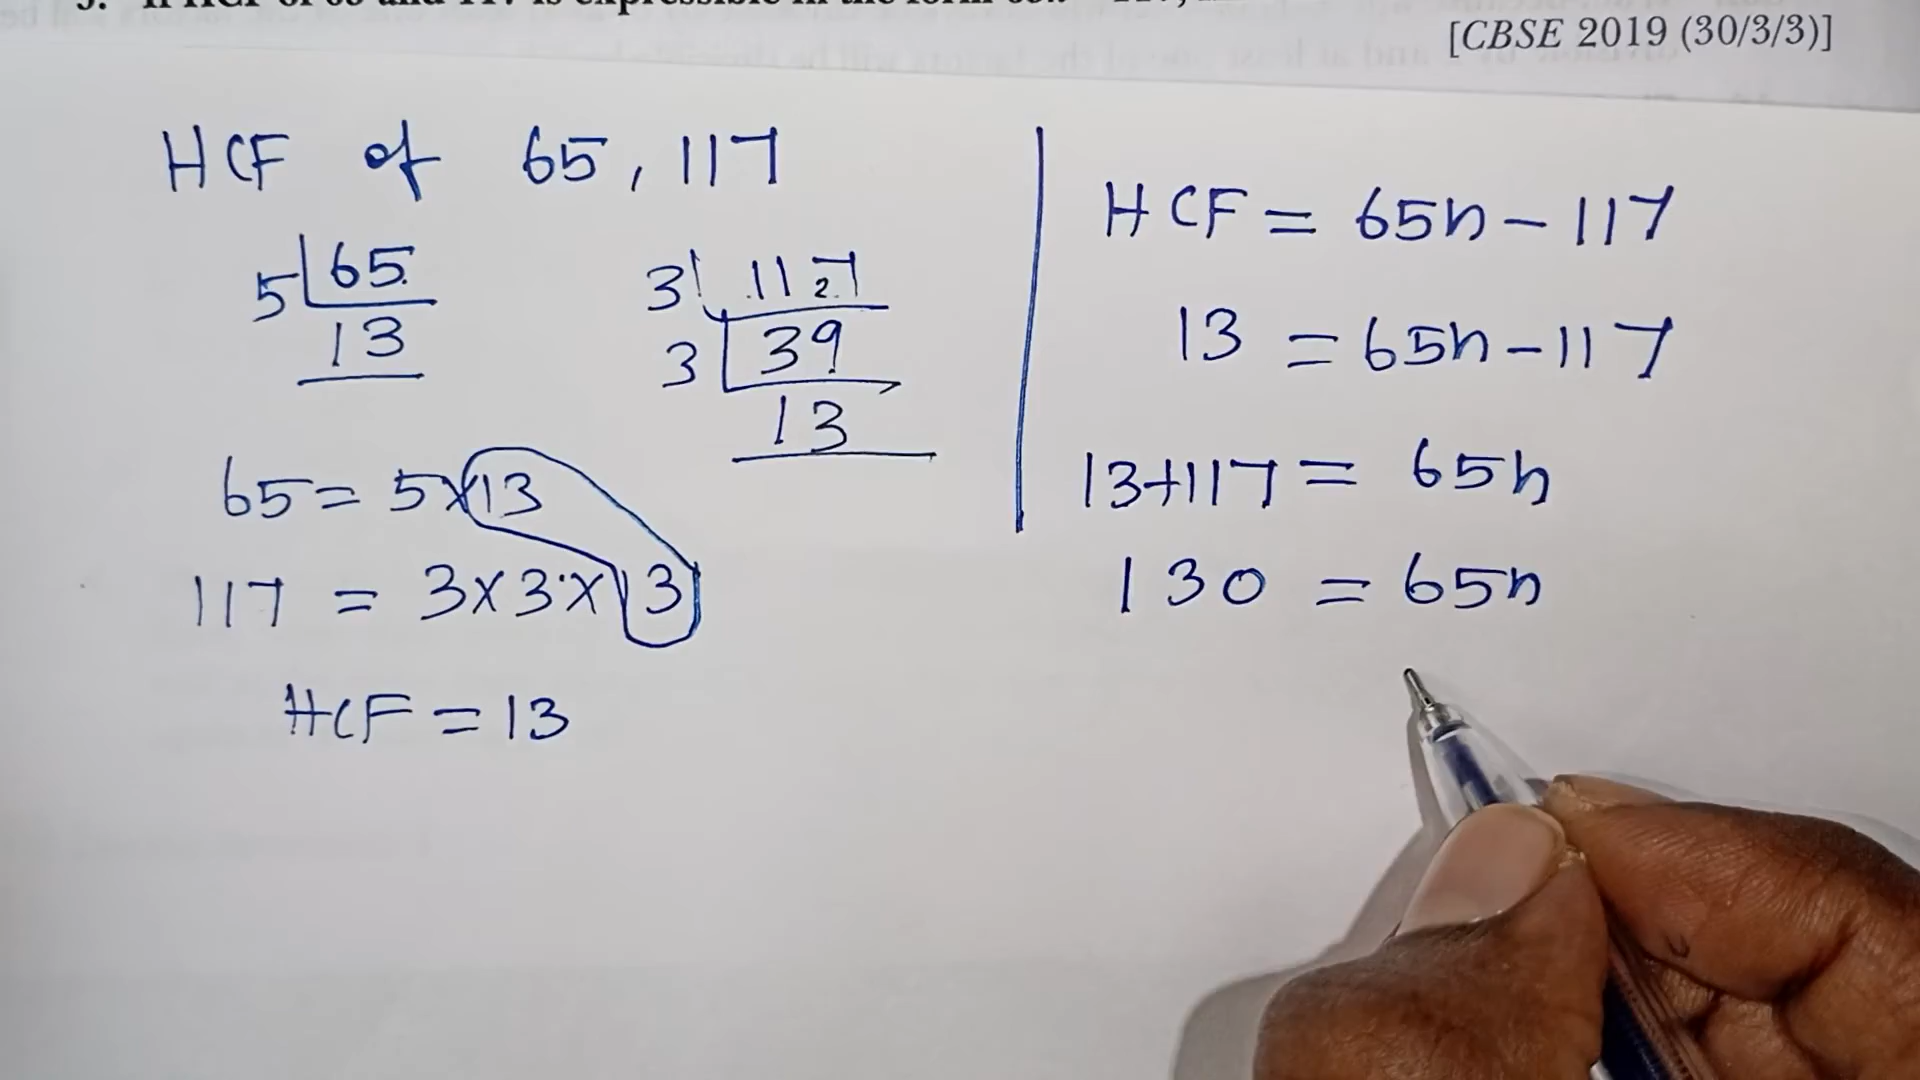 [CBSE 2019 (30/3/3)]
HCF of 65, 117
5 65
13
3 117
2
3 39
13
65 = 5×13
117 = 3×3×13
HCF = 13
HCF = 65n - 117
13 = 65n - 117
13+117 = 65n
130 = 65n